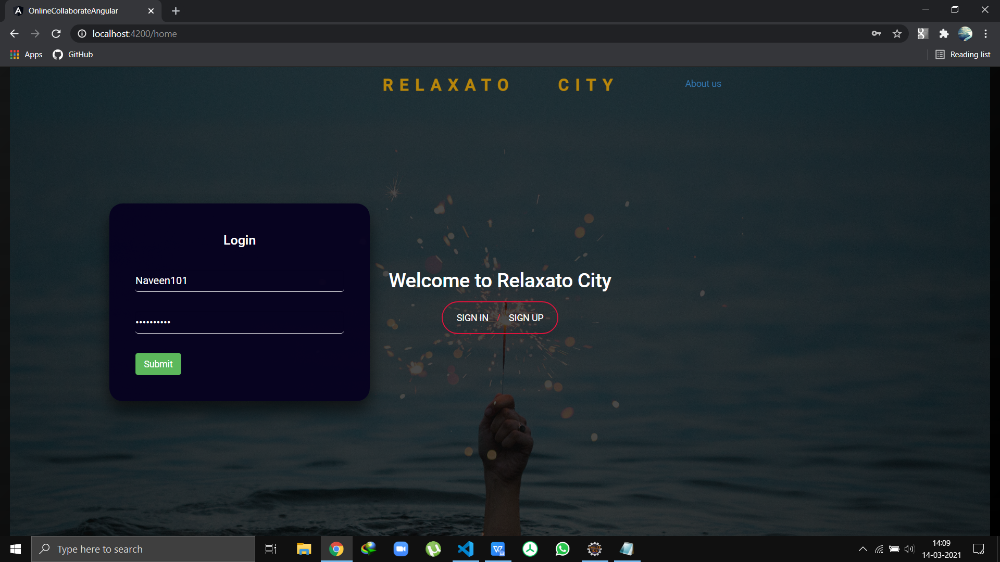 OnlineCollaborateAngular
localhost:4200/home
Apps GitHub Reading list
RELAXATO CITY About us
Login
Naveen101
••••••••••
Submit
Welcome to Relaxato City
SIGN IN / SIGN UP
Type here to search
14:09
14-03-2021